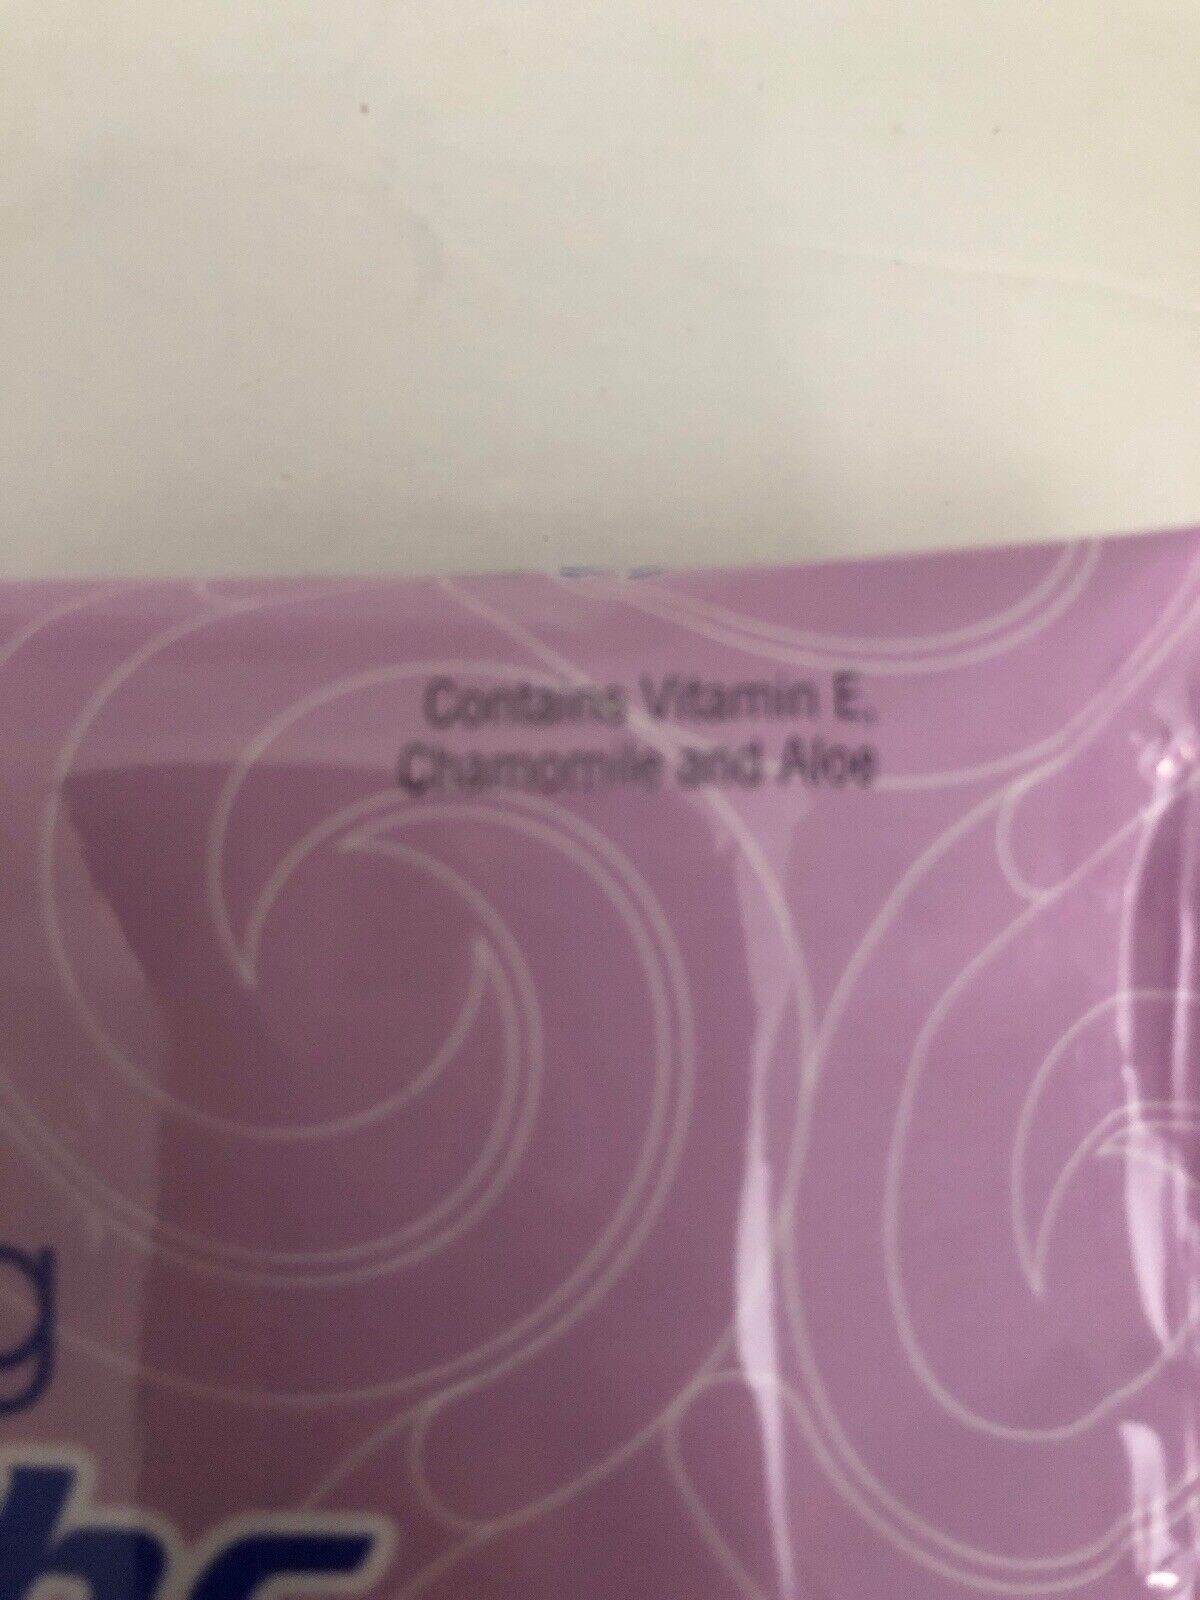 Contains Vitamin E,
Chamomile and Aloe
g